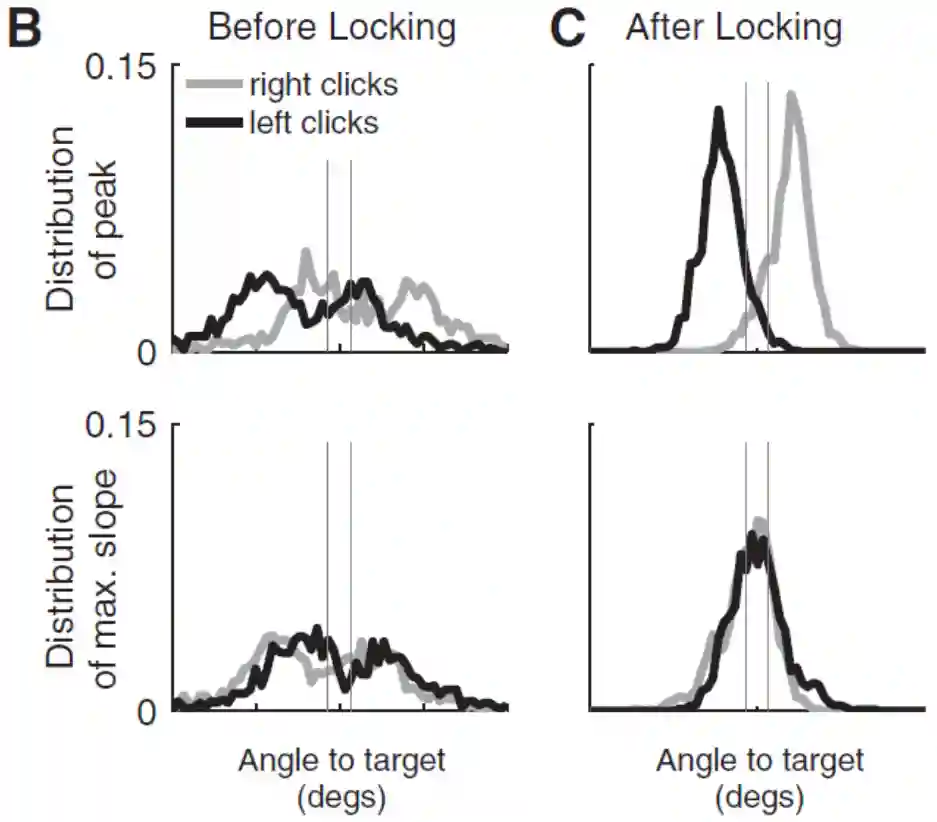 B Before Locking
C After Locking
0.15
right clicks
left clicks
Distribution
of peak
0
0.15
Distribution
of max. slope
0
Angle to target
(degs)
Angle to target
(degs)